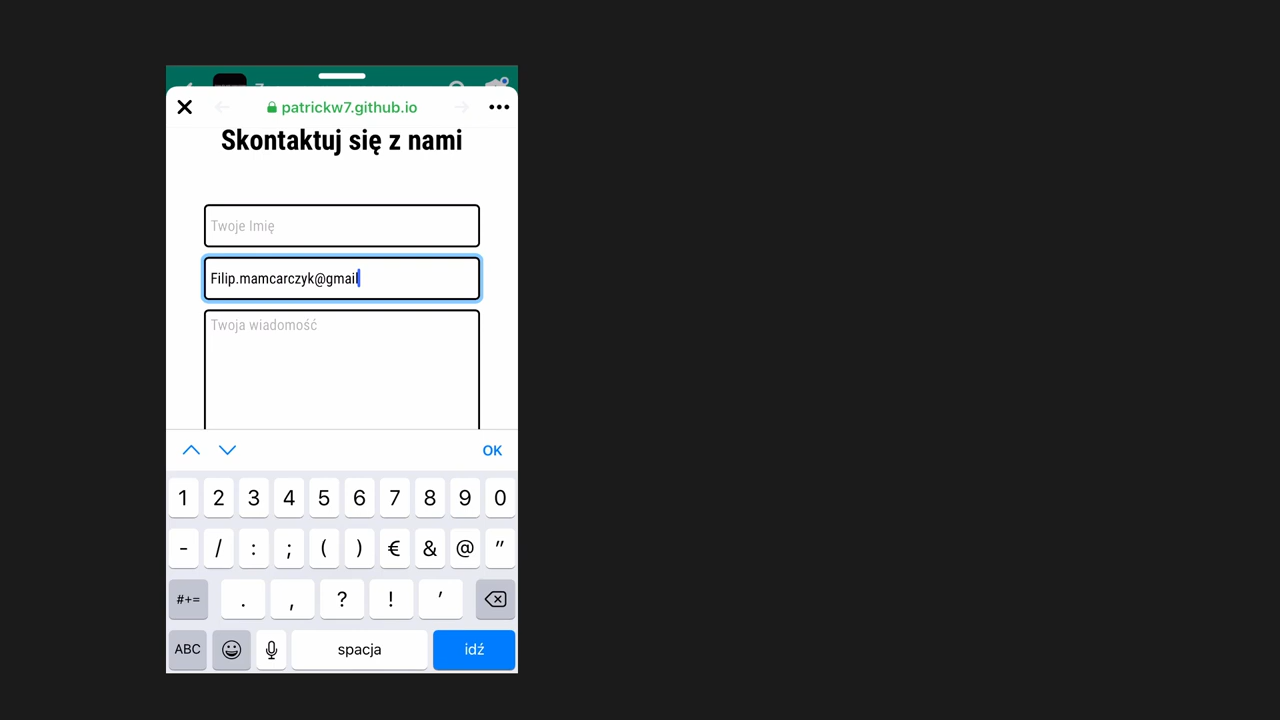 patrickw7.github.io
Skontaktuj się z nami
Twoje Imię
Filip.mamcarczyk@gmail
Twoja wiadomość
OK
1 2 3 4 5 6 7 8 9 0
- / : ; ( ) € & @ "
#+= . , ? ! '
ABC spacja idź